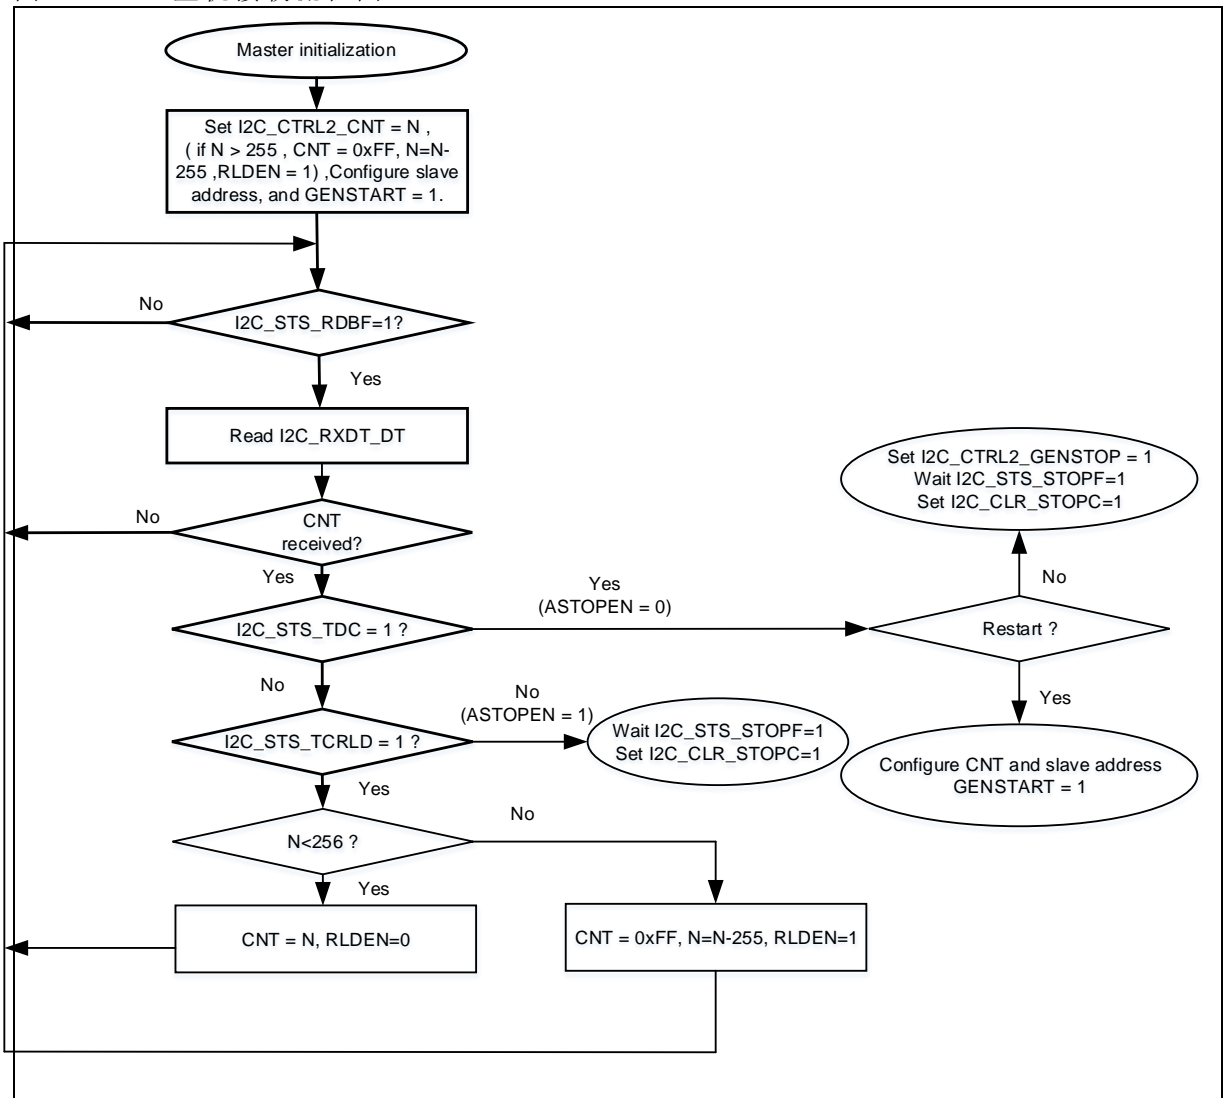 Master initialization
Set I2C_CTRL2_CNT = N ,
( if N > 255 , CNT = 0xFF, N=N-
255 ,RLDEN = 1) ,Configure slave
address, and GENSTART = 1.
No
I2C_STS_RDBF=1?
Yes
Read I2C_RXDT_DT
No
CNT
received?
Yes
I2C_STS_TDC = 1 ?
Yes
(ASTOPEN = 0)
Restart ?
No
Set I2C_CTRL2_GENSTOP = 1
Wait I2C_STS_STOPF=1
Set I2C_CLR_STOPC=1
Yes
Configure CNT and slave address
GENSTART = 1
No
I2C_STS_TCRLD = 1 ?
No
(ASTOPEN = 1)
Wait I2C_STS_STOPF=1
Set I2C_CLR_STOPC=1
Yes
N<256 ?
No
Yes
CNT = N, RLDEN=0
CNT = 0xFF, N=N-255, RLDEN=1